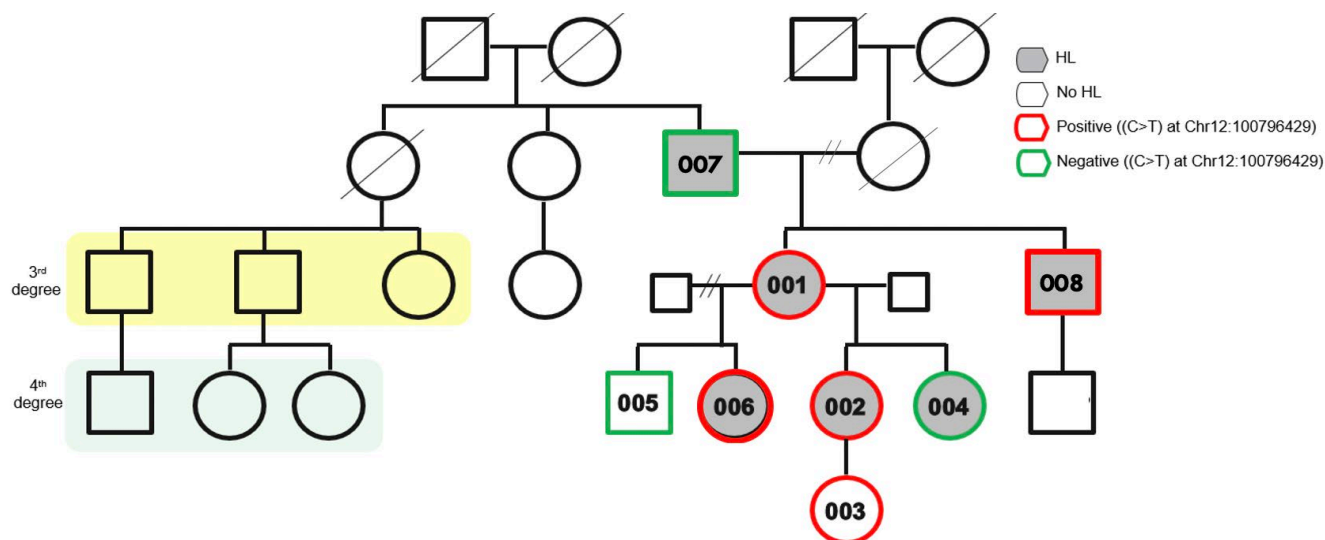 HL
No HL
Positive ((C>T) at Chr12:100796429)
Negative ((C>T) at Chr12:100796429)
007
3rd
degree
001
008
4th
degree
005
006
002
004
003